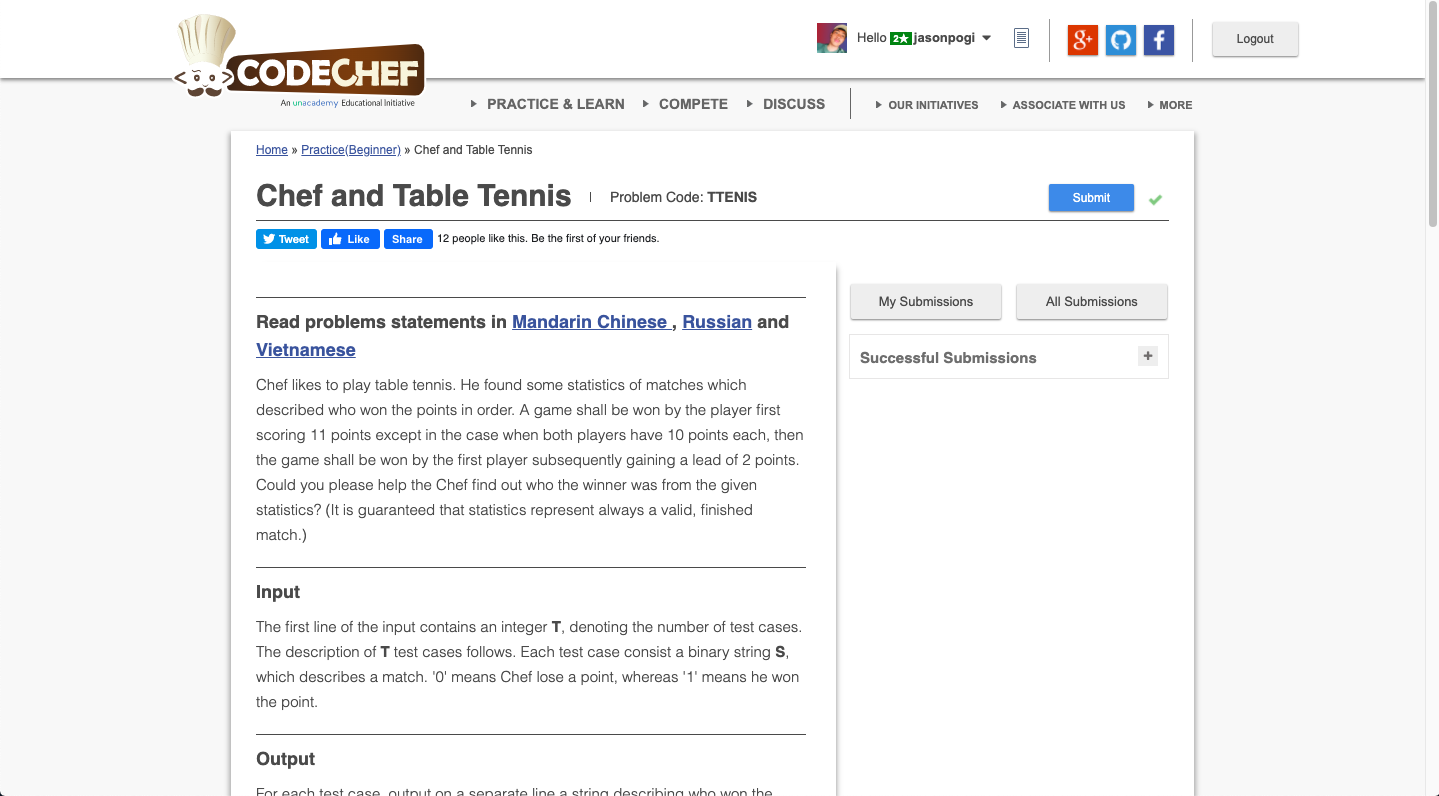 CODECHEF
An unacademy Educational Initiative
Hello 2★ jasonpogi
Logout
PRACTICE & LEARN COMPETE DISCUSS OUR INITIATIVES ASSOCIATE WITH US MORE
Home » Practice(Beginner) » Chef and Table Tennis
Chef and Table Tennis | Problem Code: TTENIS Submit
Tweet Like Share 12 people like this. Be the first of your friends.
My Submissions All Submissions
Successful Submissions +
Read problems statements in Mandarin Chinese , Russian and
Vietnamese
Chef likes to play table tennis. He found some statistics of matches which
described who won the points in order. A game shall be won by the player first
scoring 11 points except in the case when both players have 10 points each, then
the game shall be won by the first player subsequently gaining a lead of 2 points.
Could you please help the Chef find out who the winner was from the given
statistics? (It is guaranteed that statistics represent always a valid, finished
match.)
Input
The first line of the input contains an integer T, denoting the number of test cases.
The description of T test cases follows. Each test case consist a binary string S,
which describes a match. '0' means Chef lose a point, whereas '1' means he won
the point.
Output
For each test case, output on a separate line a string describing who won the